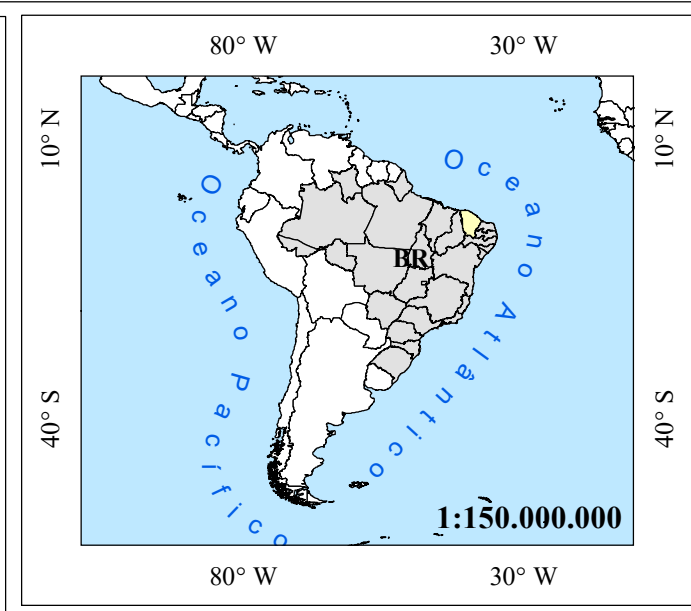 80° W 30° W
10° N 10° N
Oceano Atlântico
Oceano Pacífico
BR
40° S 40° S
1:150.000.000
80° W 30° W